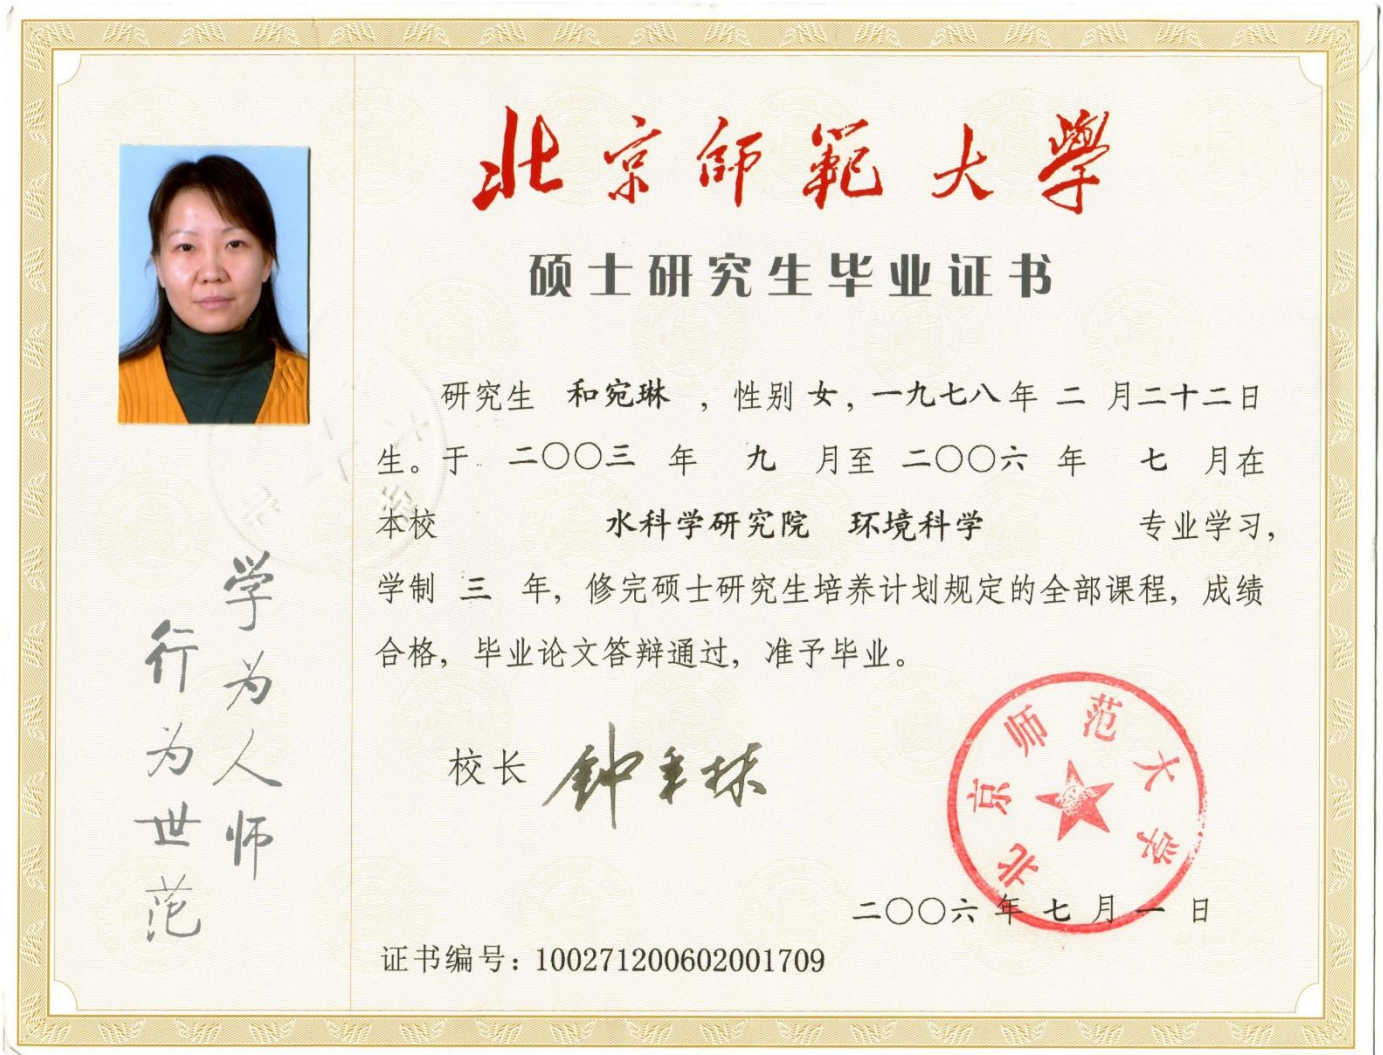 北京師範大學
硕士研究生毕业证书
研究生 和宛琳 ，性别 女，一九七八 年 二 月二十二日
生。于 二〇〇三 年 九 月至 二〇〇六 年 七 月在
本校 水科学研究院 环境科学 专业学习，
学制 三 年，修完硕士研究生培养计划规定的全部课程，成绩
合格，毕业论文答辩通过，准予毕业。
校长 钟秉林
北京师范大学
二〇〇六 年 七 月 一 日
证书编号：100271200602001709
学为人师
行为世范